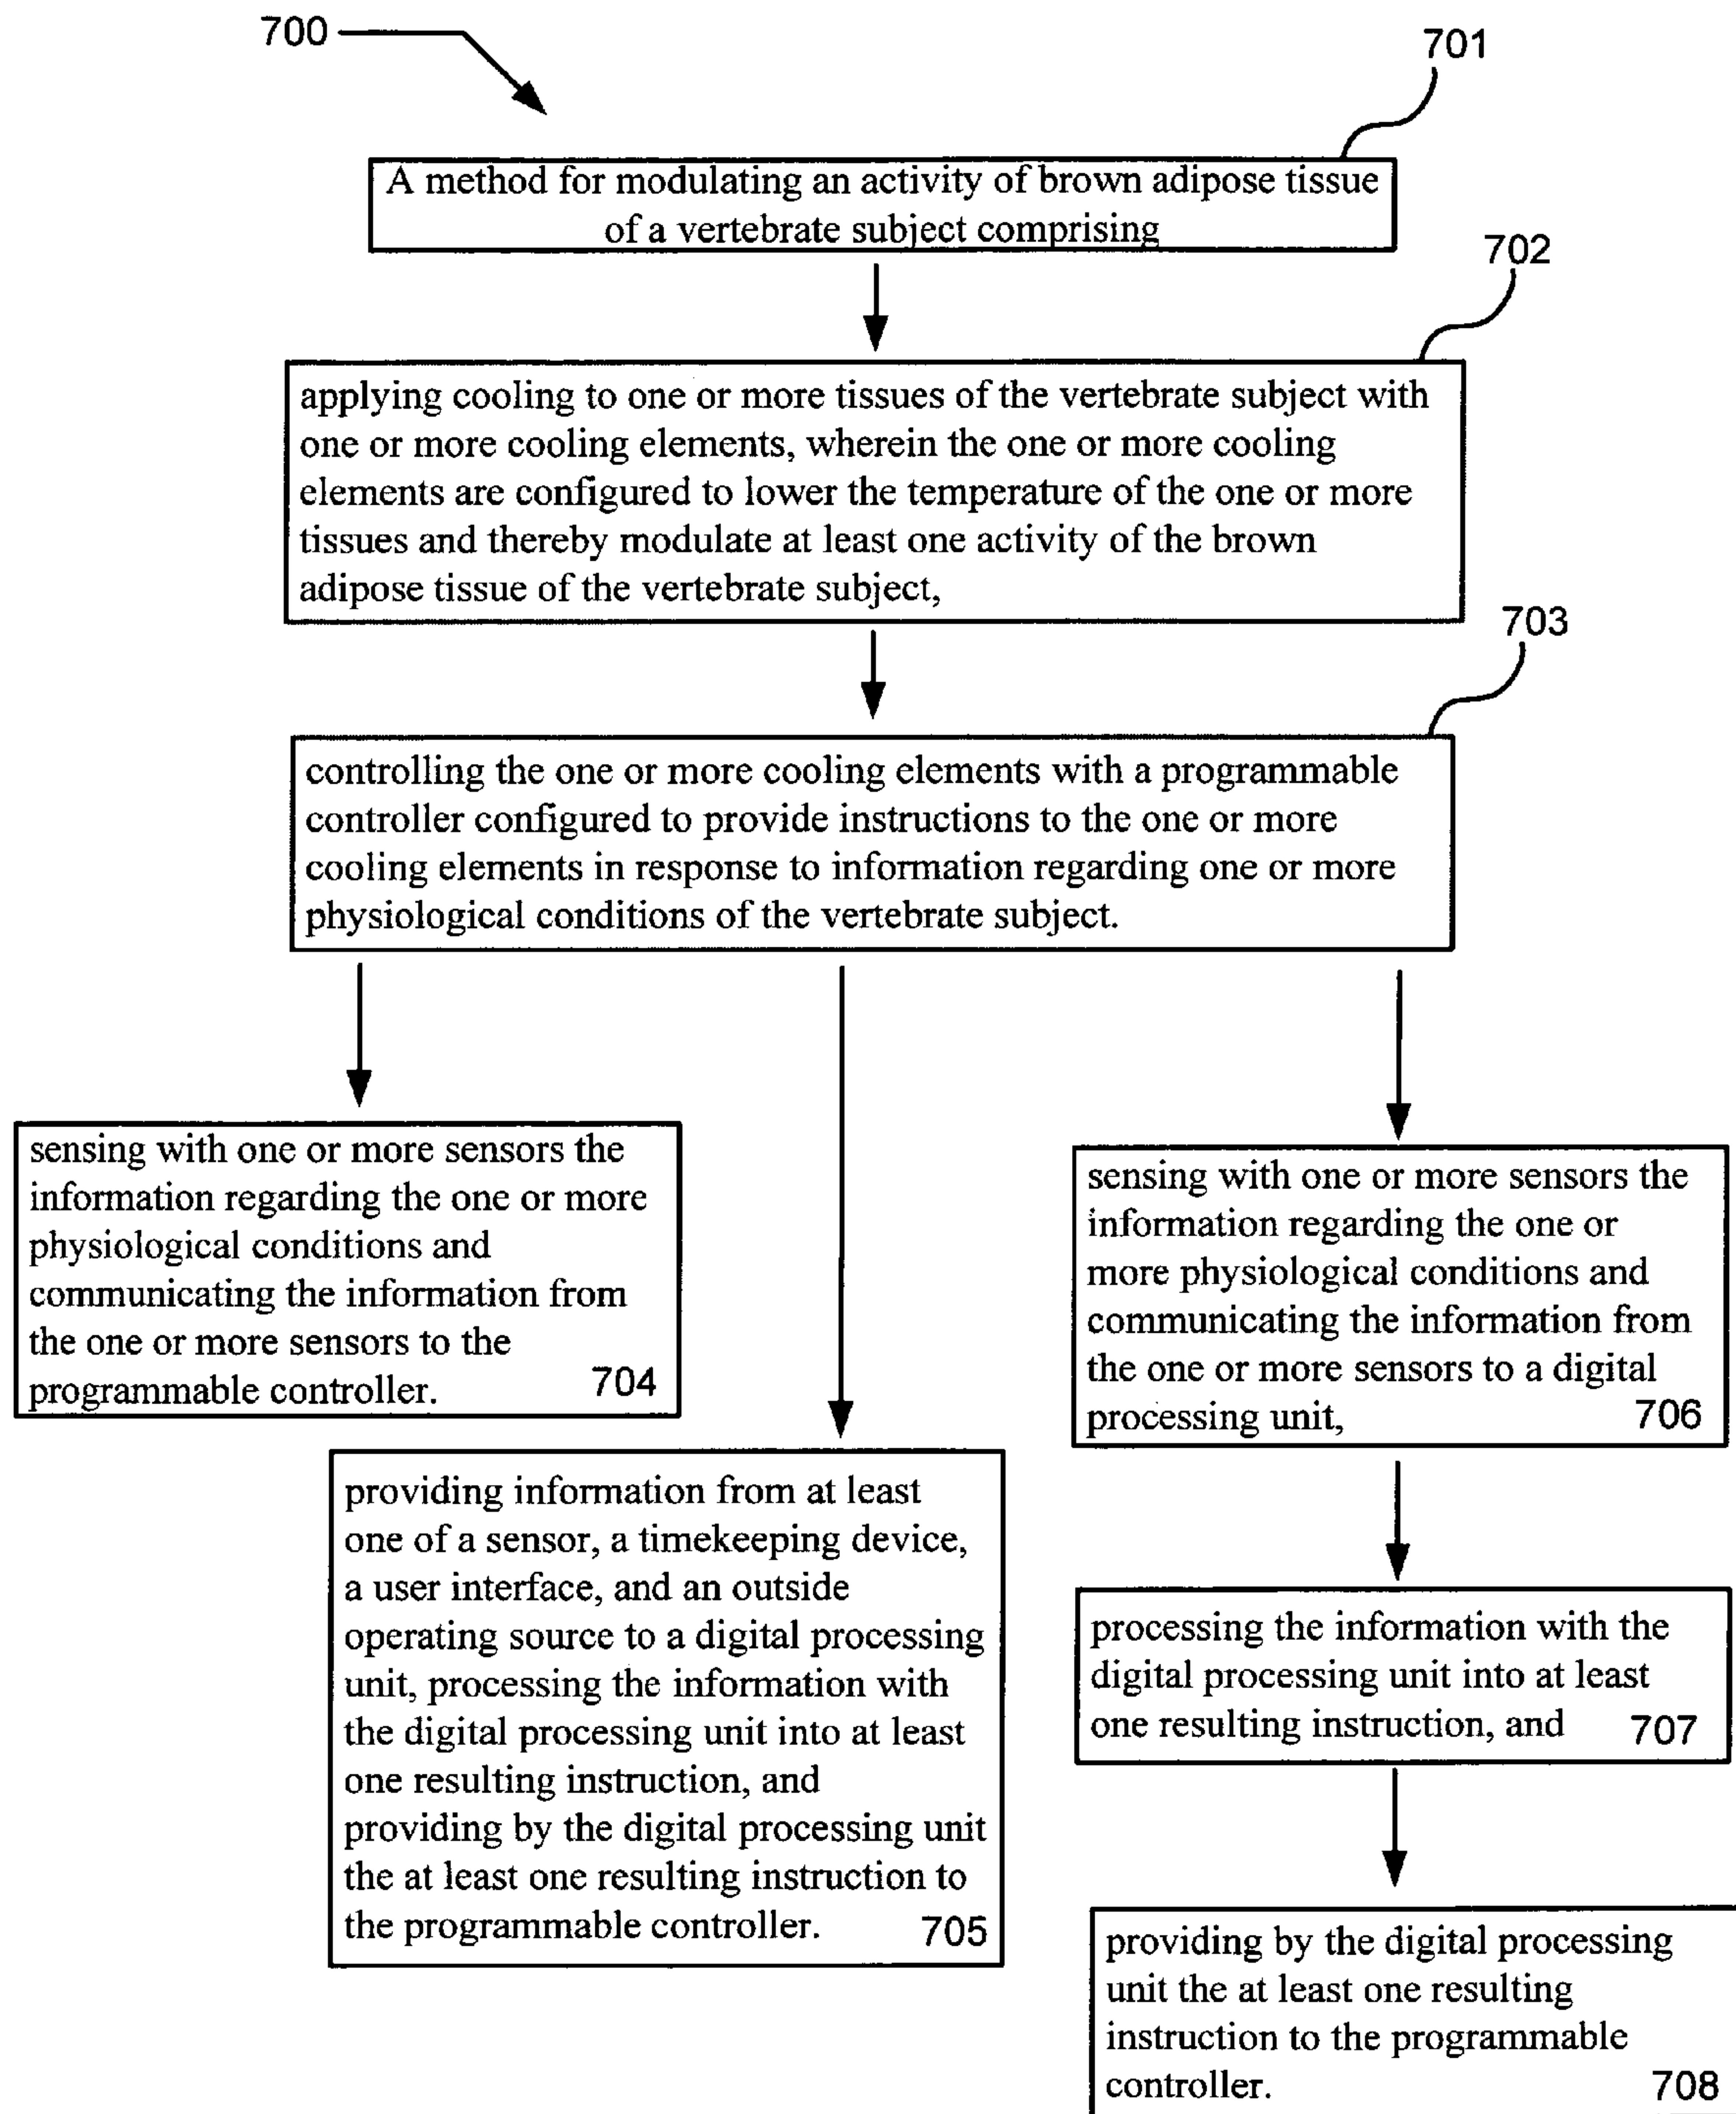 700
701
A method for modulating an activity of brown adipose tissue
of a vertebrate subject comprising
702
applying cooling to one or more tissues of the vertebrate subject with
one or more cooling elements, wherein the one or more cooling
elements are configured to lower the temperature of the one or more
tissues and thereby modulate at least one activity of the brown
adipose tissue of the vertebrate subject,
703
controlling the one or more cooling elements with a programmable
controller configured to provide instructions to the one or more
cooling elements in response to information regarding one or more
physiological conditions of the vertebrate subject.
sensing with one or more sensors the
information regarding the one or more
physiological conditions and
communicating the information from
the one or more sensors to the
programmable controller. 704
providing information from at least
one of a sensor, a timekeeping device,
a user interface, and an outside
operating source to a digital processing
unit, processing the information with
the digital processing unit into at least
one resulting instruction, and
providing by the digital processing unit
the at least one resulting instruction to
the programmable controller. 705
sensing with one or more sensors the
information regarding the one or
more physiological conditions and
communicating the information from
the one or more sensors to a digital
processing unit, 706
processing the information with the
digital processing unit into at least
one resulting instruction, and 707
providing by the digital processing
unit the at least one resulting
instruction to the programmable
controller. 708